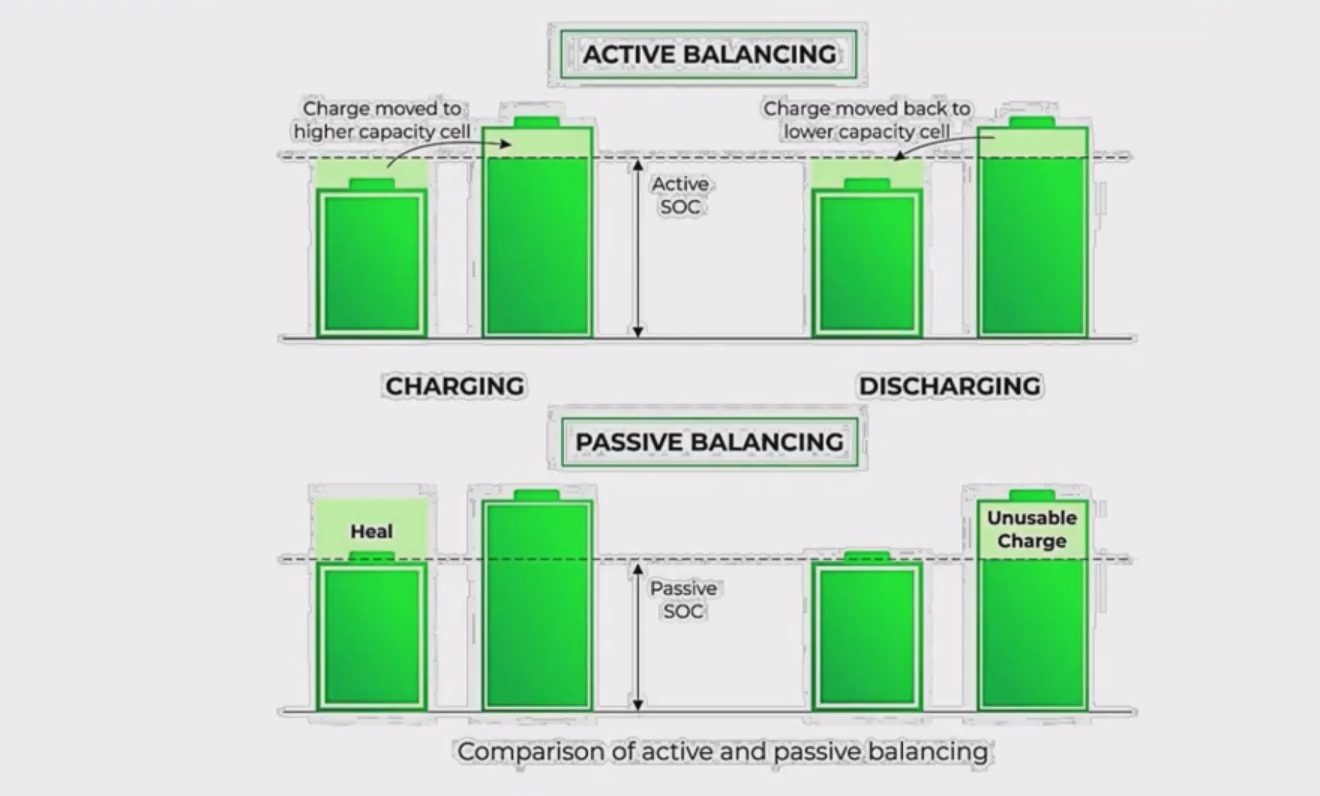 ACTIVE BALANCING
Charge moved to
higher capacity cell
Charge moved back to
lower capacity cell
Active
SOC
CHARGING
DISCHARGING
PASSIVE BALANCING
Heal
Unusable
Charge
Passive
SOC
Comparison of active and passive balancing